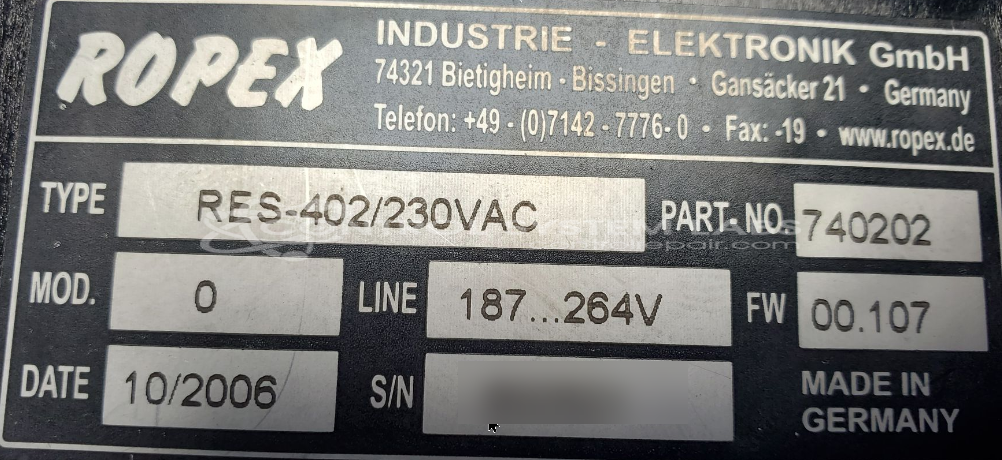 ROPEX
INDUSTRIE - ELEKTRONIK GmbH
74321 Bietigheim - Bissingen • Gansäcker 21 • Germany
Telefon: +49 - (0)7142 - 7776- 0 • Fax: -19 • www.ropex.de
TYPE RES-402/230VAC PART- NO. 740202
MOD. 0 LINE 187...264V FW 00.107
DATE 10/2006 S/N
MADE IN
GERMANY